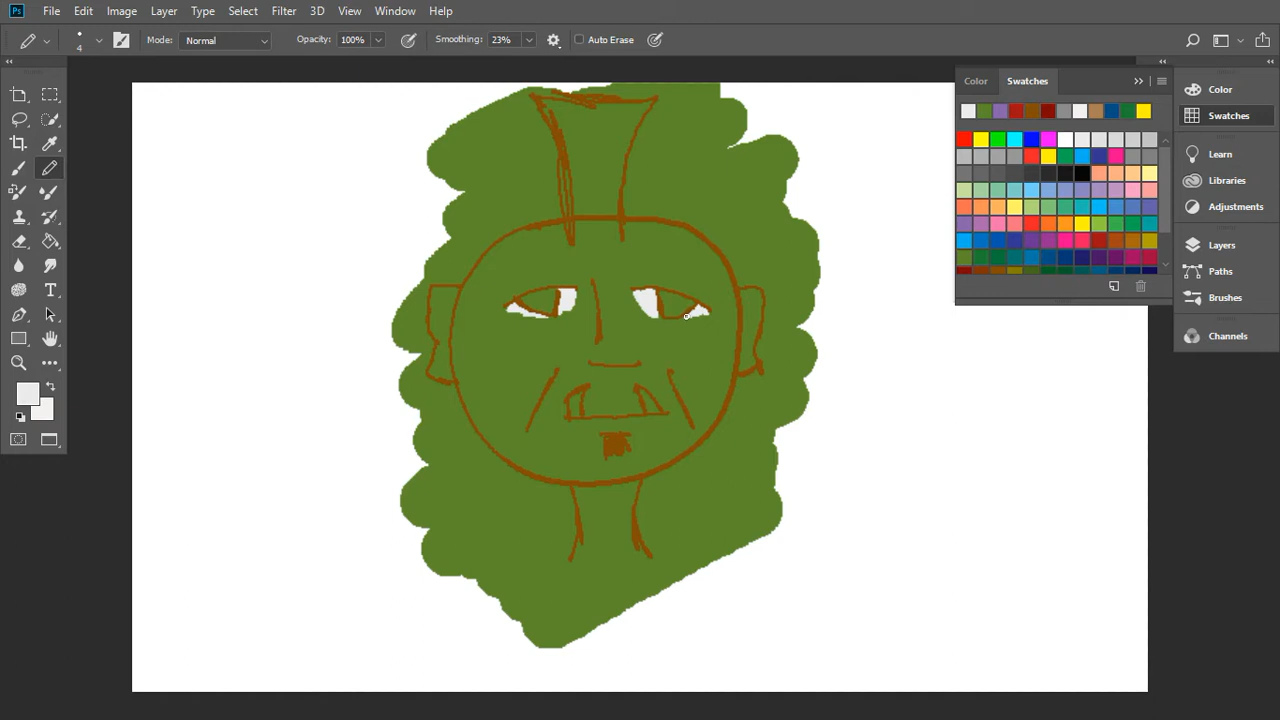 Ps File Edit Image Layer Type Select Filter 3D View Window Help
4 Mode: Normal Opacity: 100% Smoothing: 23% Auto Erase
Color Swatches
Color
Swatches
Learn
Libraries
Adjustments
Layers
Paths
Brushes
Channels